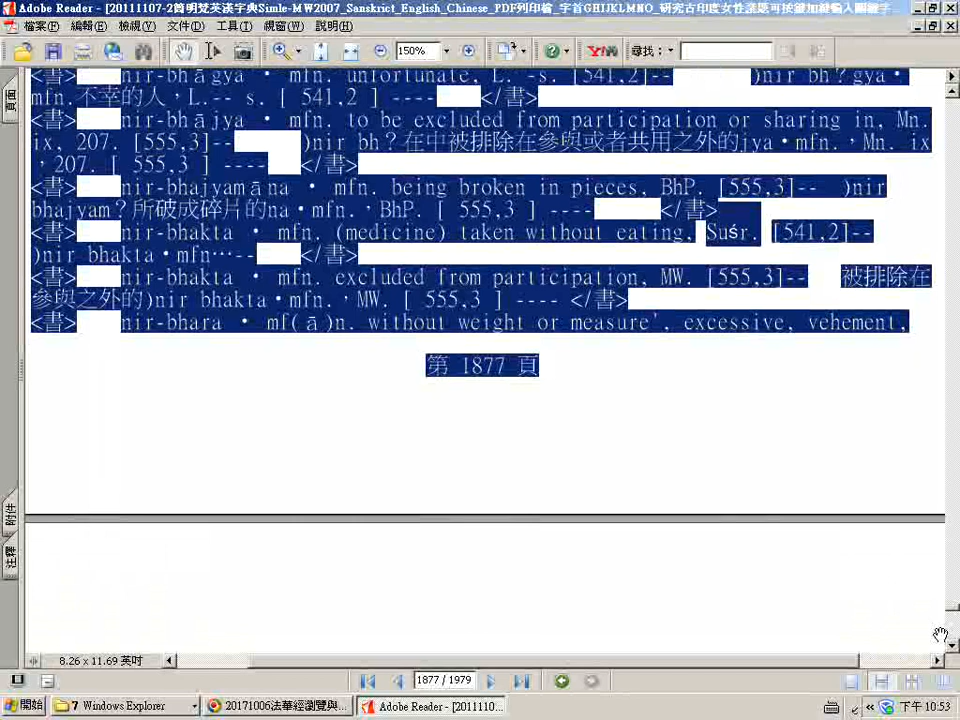 Adobe Reader - [20111107-2簡明梵英漢字典Simle-MW2007_Sanskrict_English_Chinese_PDF列印檔_字首GHIJKLMNO_研究古印度女性議題可按鍵加鍵輸入關鍵字
檔案(F) 編輯(E) 檢視(V) 文件(D) 工具(T) 視窗(W) 說明(H)
150% 尋找:
頁面
<書> nir-bhāgya • mfn. unfortunate, L. -s. [541,2]-- )nir bh?gya•
mfn.不幸的人，L.-- s. [ 541,2 ] ---- </書>
<書> nir-bhājya • mfn. to be excluded from participation or sharing in, Mn.
ix, 207. [555,3]-- )nir bh？在中被排除在參與或者共用之外的jya•mfn.，Mn. ix
，207. [ 555,3 ] ---- </書>
<書> nir-bhajyamāna • mfn. being broken in pieces, BhP. [555,3]-- )nir
bhajyam？所破成碎片的na•mfn.，BhP. [ 555,3 ] ---- </書>
<書> nir-bhakta • mfn. (medicine) taken without eating, Suśr. [541,2]--
)nir bhakta•mfn…-- </書>
<書> nir-bhakta • mfn. excluded from participation, MW. [555,3]-- 被排除在
參與之外的)nir bhakta•mfn.，MW. [ 555,3 ] ---- </書>
<書> nir-bhara • mf(ā)n. without weight or measure', excessive, vehement,
第 1877 頁
附件
注釋
8.26 x 11.69 英吋
1877 / 1979
開始 7 Windows Explorer 20171006法華經瀏覽與... Adobe Reader - [2011110... 下午 10:53